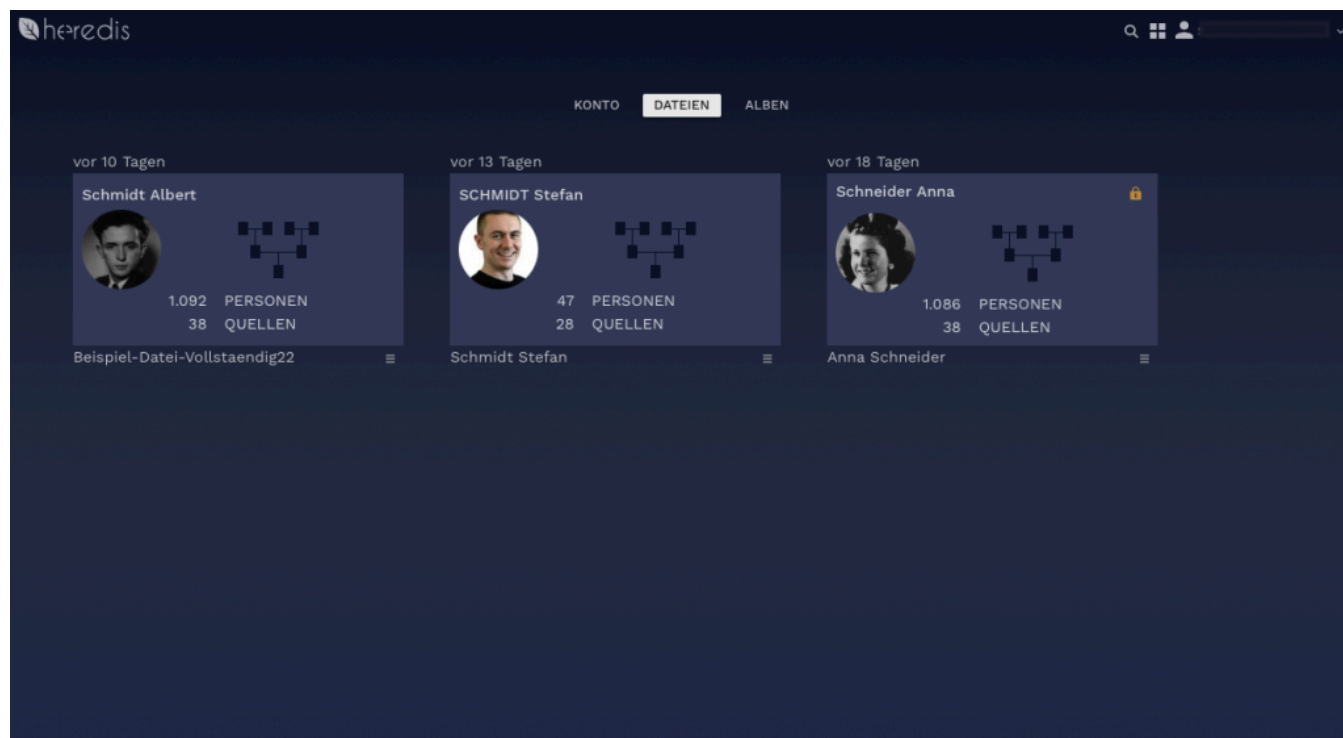 heredis
KONTO DATEIEN ALBEN
vor 10 Tagen
Schmidt Albert
1.092 PERSONEN
38 QUELLEN
Beispiel-Datei-Vollstaendig22
vor 13 Tagen
SCHMIDT Stefan
47 PERSONEN
28 QUELLEN
Schmidt Stefan
vor 18 Tagen
Schneider Anna
1.086 PERSONEN
38 QUELLEN
Anna Schneider